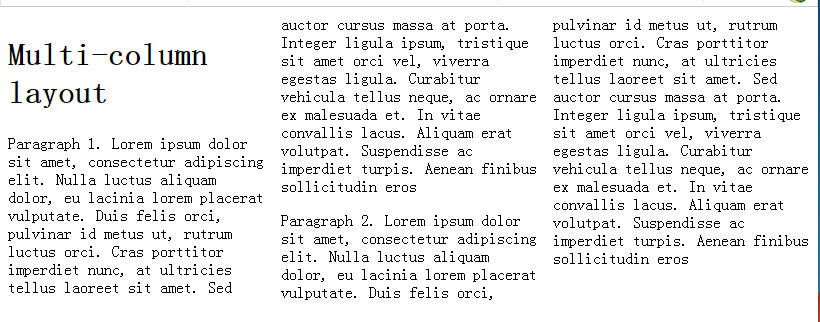 Multi-column
layout
Paragraph 1. Lorem ipsum dolor
sit amet, consectetur adipiscing
elit. Nulla luctus aliquam
dolor, eu lacinia lorem placerat
vulputate. Duis felis orci,
pulvinar id metus ut, rutrum
luctus orci. Cras porttitor
imperdiet nunc, at ultricies
tellus laoreet sit amet. Sed
auctor cursus massa at porta.
Integer ligula ipsum, tristique
sit amet orci vel, viverra
egestas ligula. Curabitur
vehicula tellus neque, ac ornare
ex malesuada et. In vitae
convallis lacus. Aliquam erat
volutpat. Suspendisse ac
imperdiet turpis. Aenean finibus
sollicitudin eros
Paragraph 2. Lorem ipsum dolor
sit amet, consectetur adipiscing
elit. Nulla luctus aliquam
dolor, eu lacinia lorem placerat
vulputate. Duis felis orci,
pulvinar id metus ut, rutrum
luctus orci. Cras porttitor
imperdiet nunc, at ultricies
tellus laoreet sit amet. Sed
auctor cursus massa at porta.
Integer ligula ipsum, tristique
sit amet orci vel, viverra
egestas ligula. Curabitur
vehicula tellus neque, ac ornare
ex malesuada et. In vitae
convallis lacus. Aliquam erat
volutpat. Suspendisse ac
imperdiet turpis. Aenean finibus
sollicitudin eros